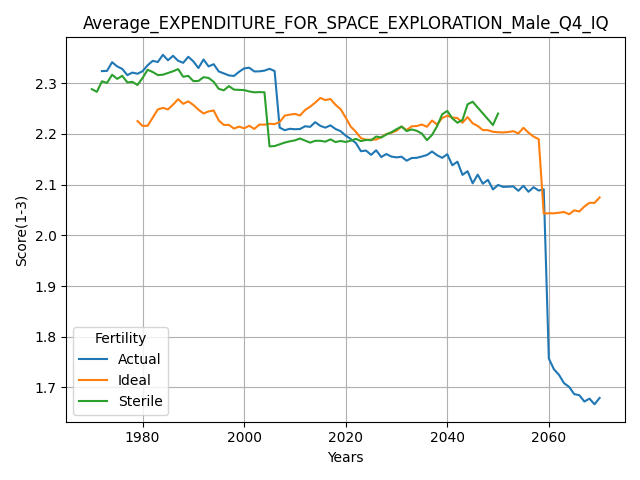 Average_EXPENDITURE_FOR_SPACE_EXPLORATION_Male_Q4_IQ
Score(1-3)
2.3
2.2
2.1
2.0
1.9
1.8
1.7
Fertility
Actual
Ideal
Sterile
1980
2000
2020
2040
2060
Years